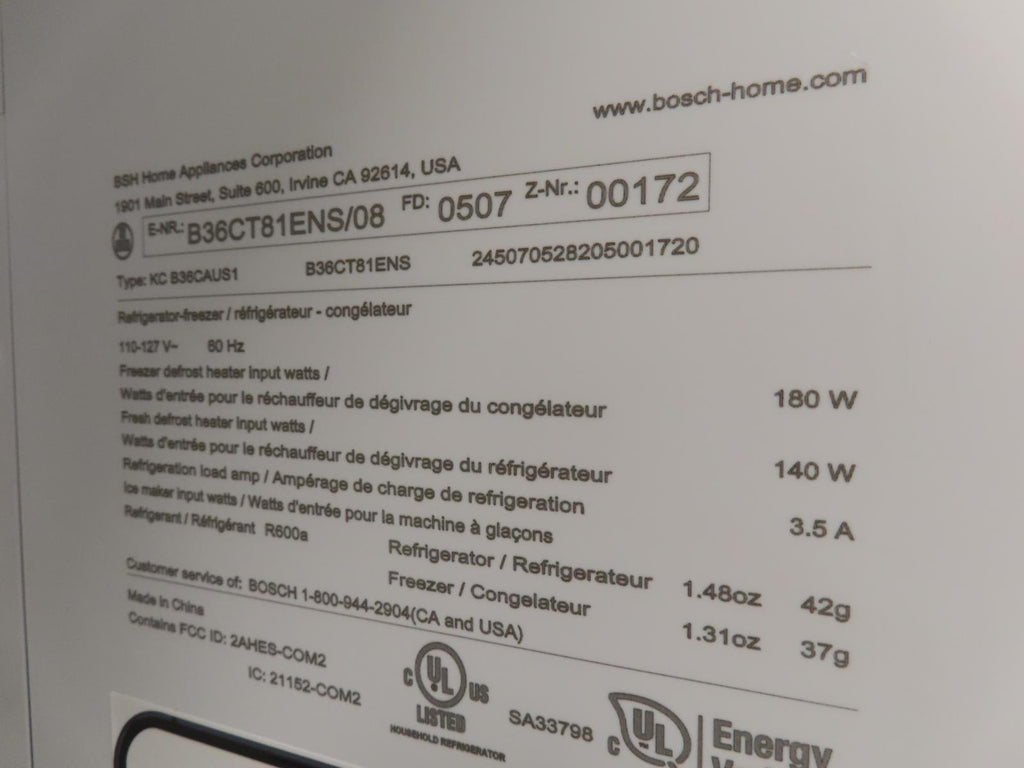 www.bosch-home.com
BSH Home Appliances Corporation
1901 Main Street, Suite 600, Irvine CA 92614, USA
E-NR.: B36CT81ENS/08 FD: 0507 Z-Nr.: 00172
Type: KC B36CAUS1 B36CT81ENS 245070528205001720
Refrigerator-freezer / réfrigérateur - congélateur
110-127 V~ 60 Hz
Freezer defrost heater input watts /
Watts d'entrée pour le réchauffeur de dégivrage du congélateur 180 W
Fresh defrost heater input watts /
Watts d'entrée pour le réchauffeur de dégivrage du réfrigérateur 140 W
Refrigeration load amp / Ampérage de charge de refrigeration 3.5 A
Ice maker input watts / Watts d'entrée pour la machine à glaçons
Refrigerant / Réfrigérant R600a Refrigerator / Refrigerateur 1.48oz 42g
Freezer / Congelateur 1.31oz 37g
Customer service of: BOSCH 1-800-944-2904(CA and USA)
Made in China
Contains FCC ID: 2AHES-COM2
IC: 21152-COM2
C UL US
LISTED
HOUSEHOLD REFRIGERATOR
SA33798
C UL Energy